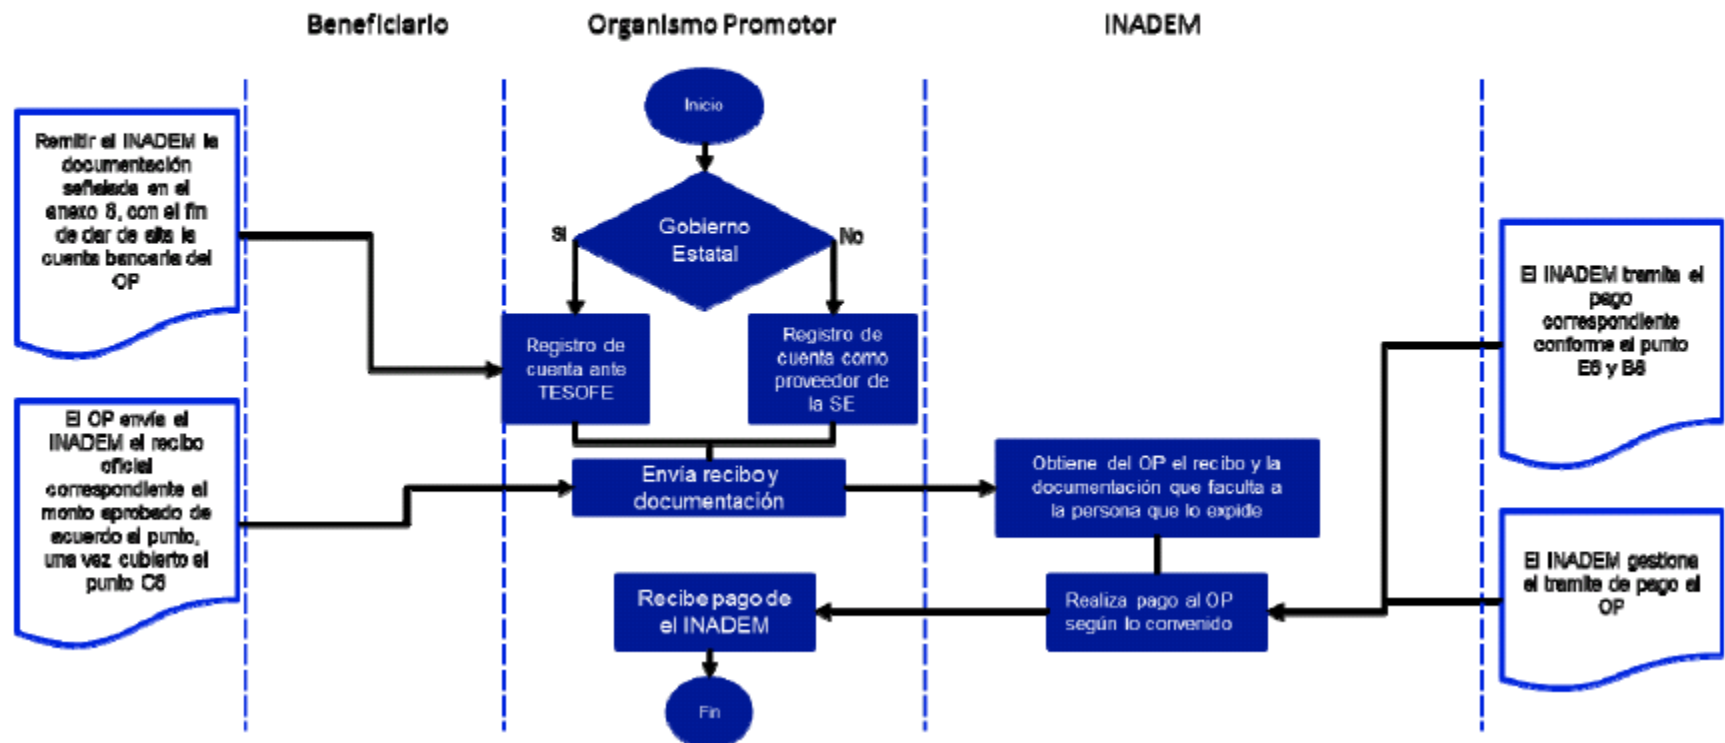 Beneficiario
Organismo Promotor
INADEM
Inicio
Gobierno
Estatal
Si
No
Remitir al INADEM la
documentación
señalada en el
anexo 8, con el fin
de dar de alta la
cuenta bancaria del
OP
Registro de
cuenta ante
TESOFE
Registro de
cuenta como
proveedor de
la SE
El OP envía al
INADEM el recibo
oficial
correspondiente al
monto aprobado de
acuerdo al punto,
una vez cubierto el
punto
Envía recibo y
documentación
Obtiene del OP el recibo y la
documentación que faculta a
la persona que lo expide
Recibe pago de
el INADEM
Realiza pago al OP
según lo convenido
Fin
El INADEM tramita el
pago
correspondiente
conforme al punto
y
El INADEM gestiona
el tramite de pago al
OP